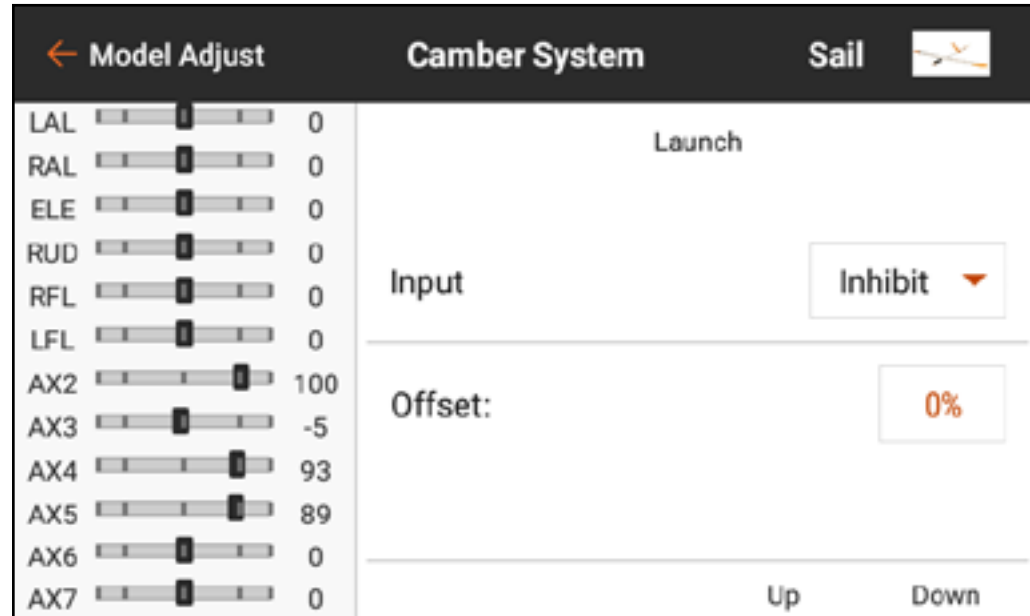 Model Adjust Camber System Sail
LAL 0
RAL 0
ELE 0
RUD 0
RFL 0
LFL 0
AX2 100
AX3 -5
AX4 93
AX5 89
AX6 0
AX7 0
Launch
Input Inhibit
Offset: 0%
Up Down